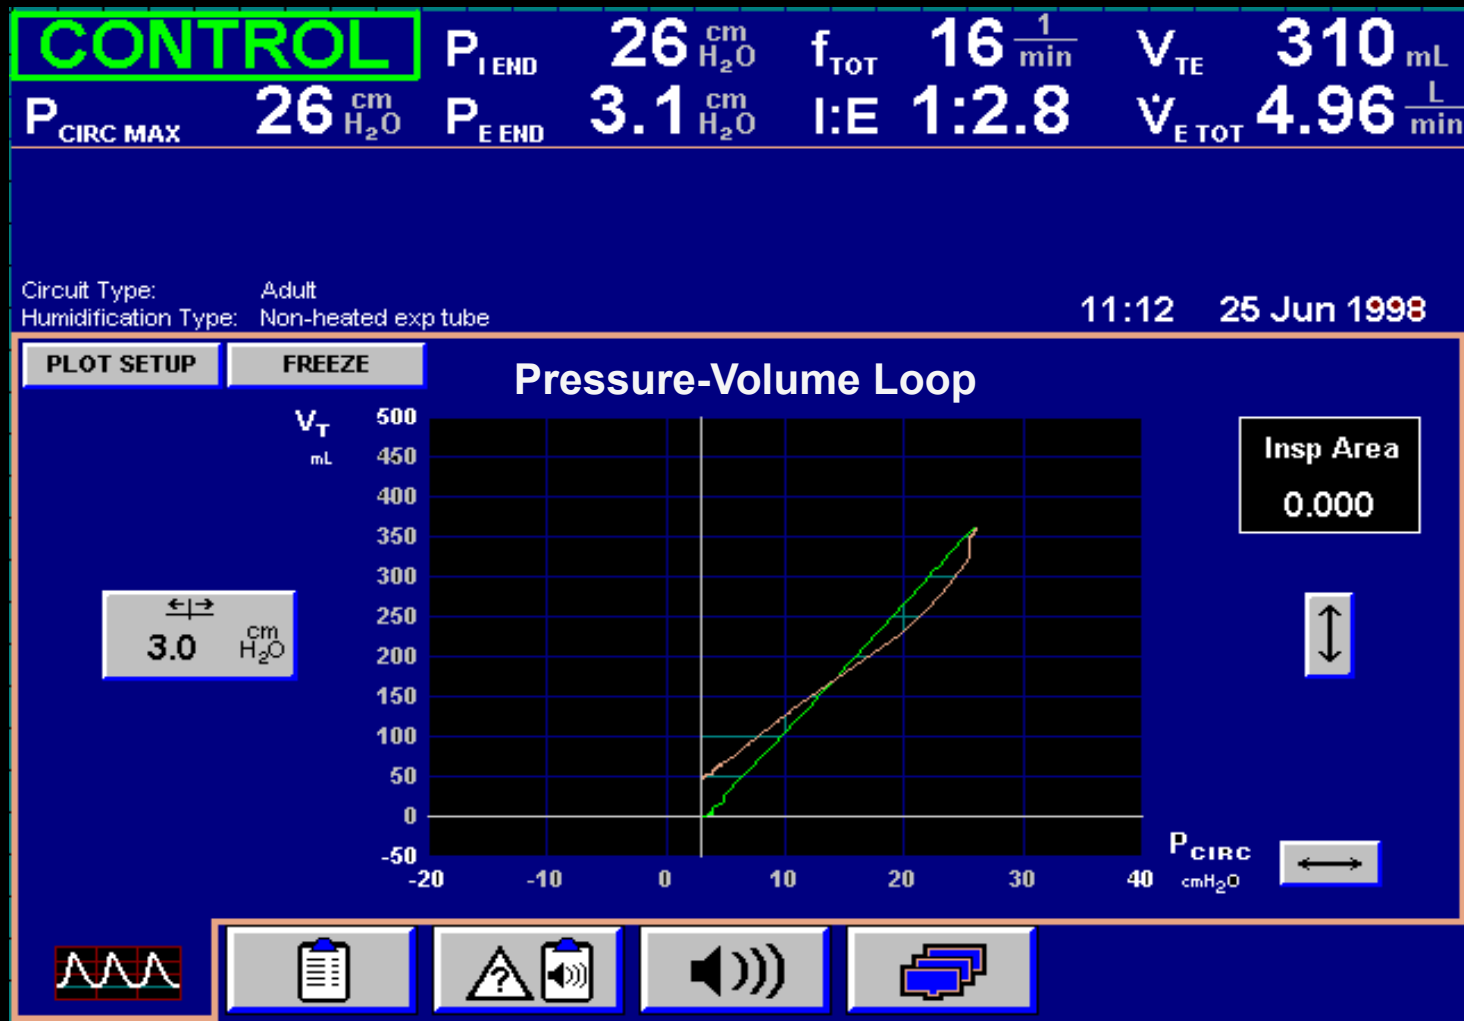 CONTROL P I END 26 cm H₂O f TOT 16 1/min V TE 310 mL
P CIRC MAX 26 cm H₂O P E END 3.1 cm H₂O I:E 1:2.8 V̇ E TOT 4.96 L/min
Circuit Type: Adult
Humidification Type: Non-heated exp tube
11:12 25 Jun 1998
PLOT SETUP FREEZE
Pressure-Volume Loop
V T mL
500
450
400
350
300
250
200
150
100
50
0
-50
-20 -10 0 10 20 30 40
P CIRC cmH₂O
3.0 cm H₂O
Insp Area
0.000
?